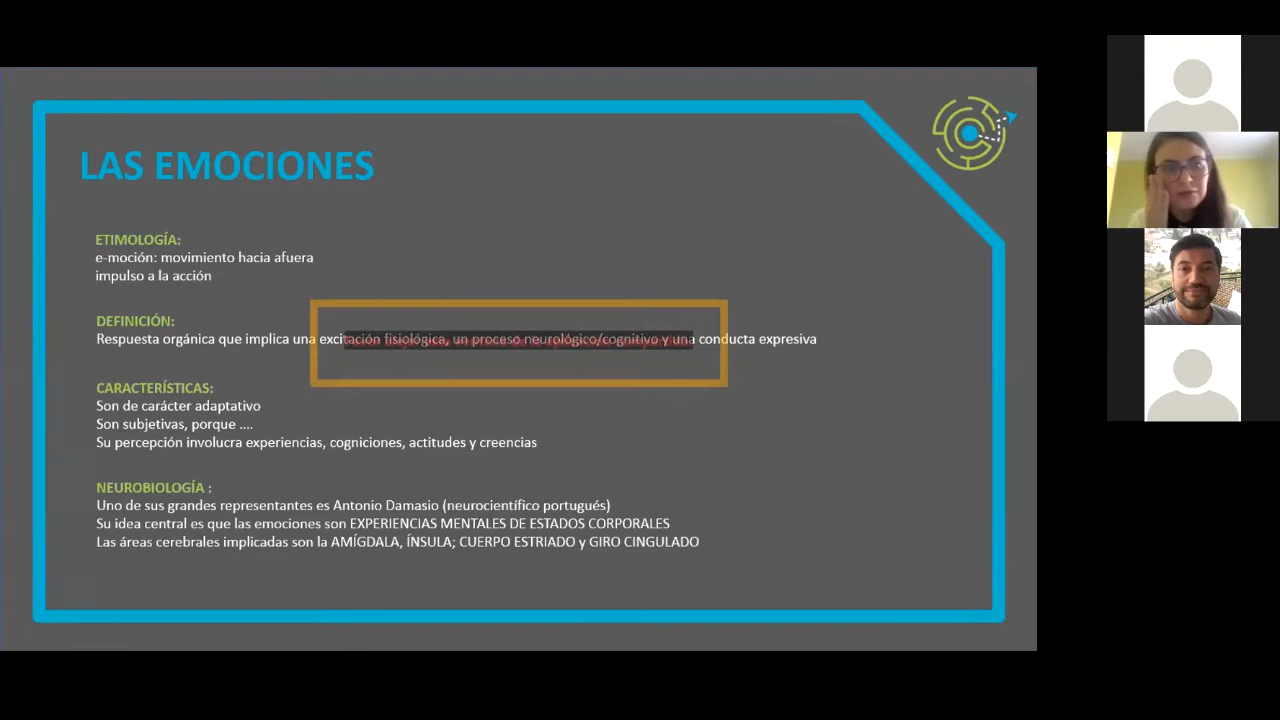 LAS EMOCIONES
ETIMOLOGÍA:
e-moción: movimiento hacia afuera
impulso a la acción
DEFINICIÓN:
Respuesta orgánica que implica una excitación fisiológica, un proceso neurológico/cognitivo y una conducta expresiva
CARACTERÍSTICAS:
Son de carácter adaptativo
Son subjetivas, porque ....
Su percepción involucra experiencias, cogniciones, actitudes y creencias
NEUROBIOLOGÍA :
Uno de sus grandes representantes es Antonio Damasio (neurocientífico portugués)
Su idea central es que las emociones son EXPERIENCIAS MENTALES DE ESTADOS CORPORALES
Las áreas cerebrales implicadas son la AMÍGDALA, ÍNSULA; CUERPO ESTRIADO y GIRO CINGULADO